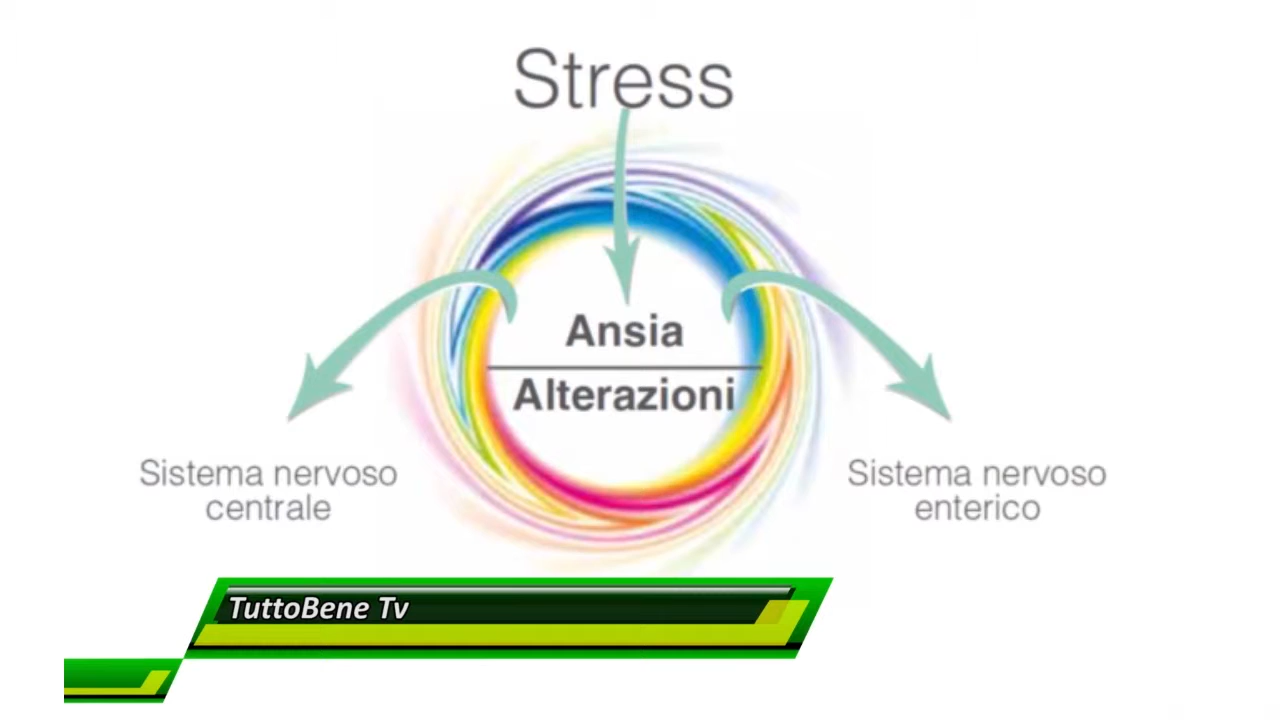 Stress
Ansia
Alterazioni
Sistema nervoso
centrale
Sistema nervoso
enterico
TuttoBene Tv